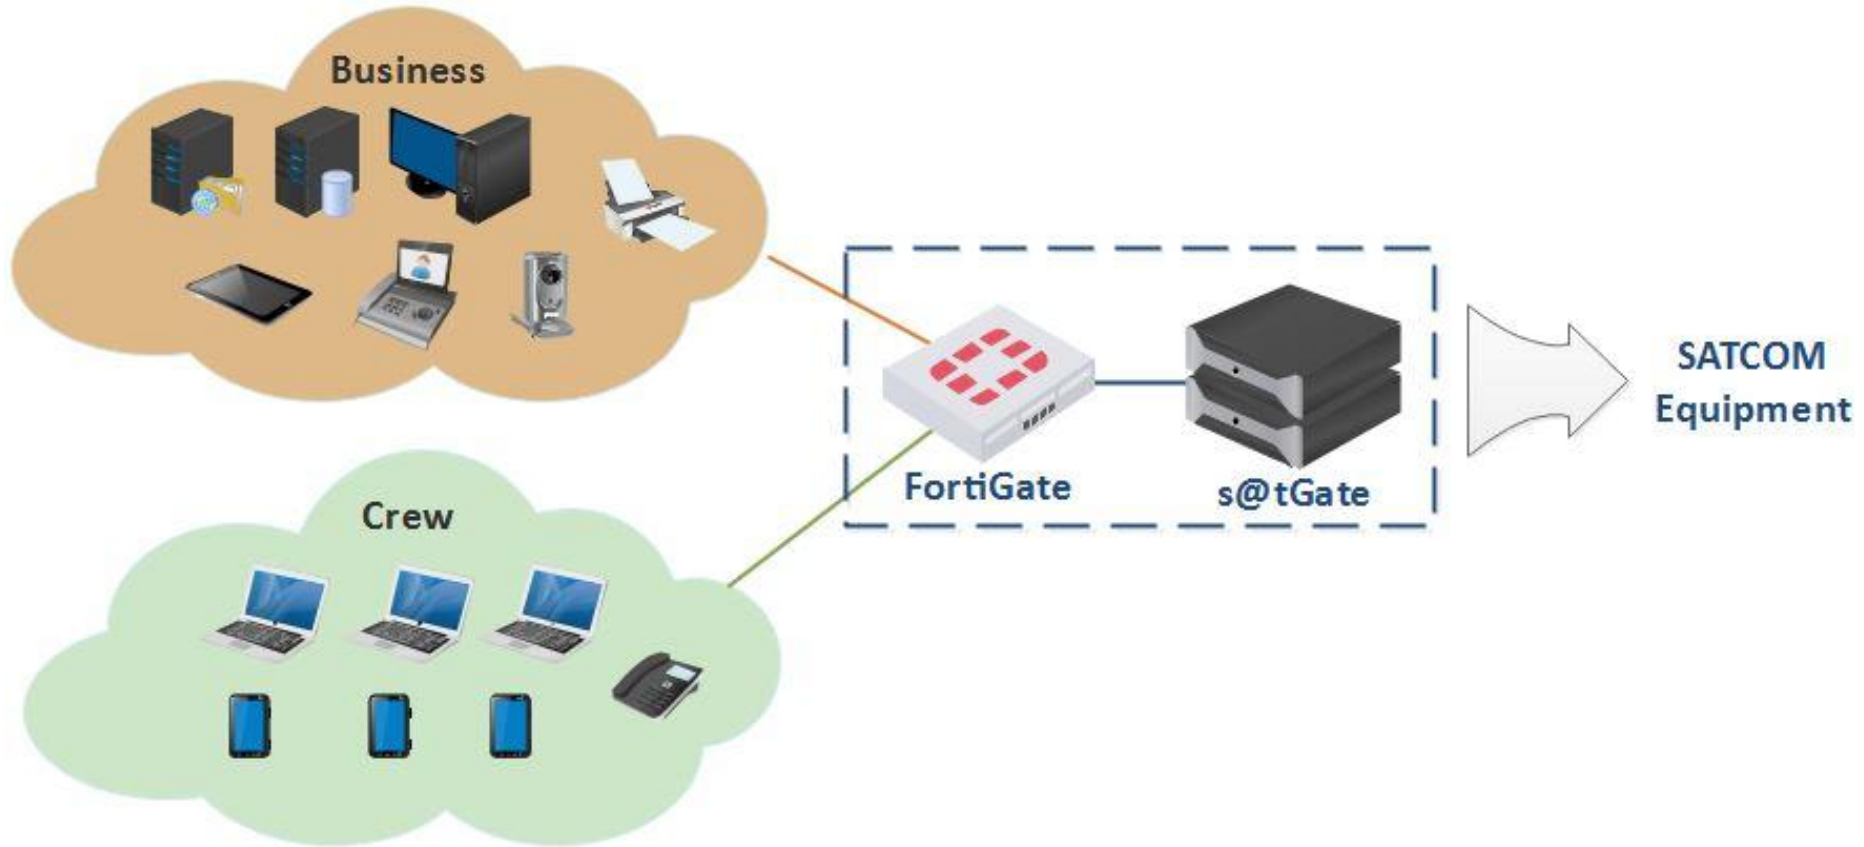 Business
Crew
FortiGate
s@tGate
SATCOM
Equipment